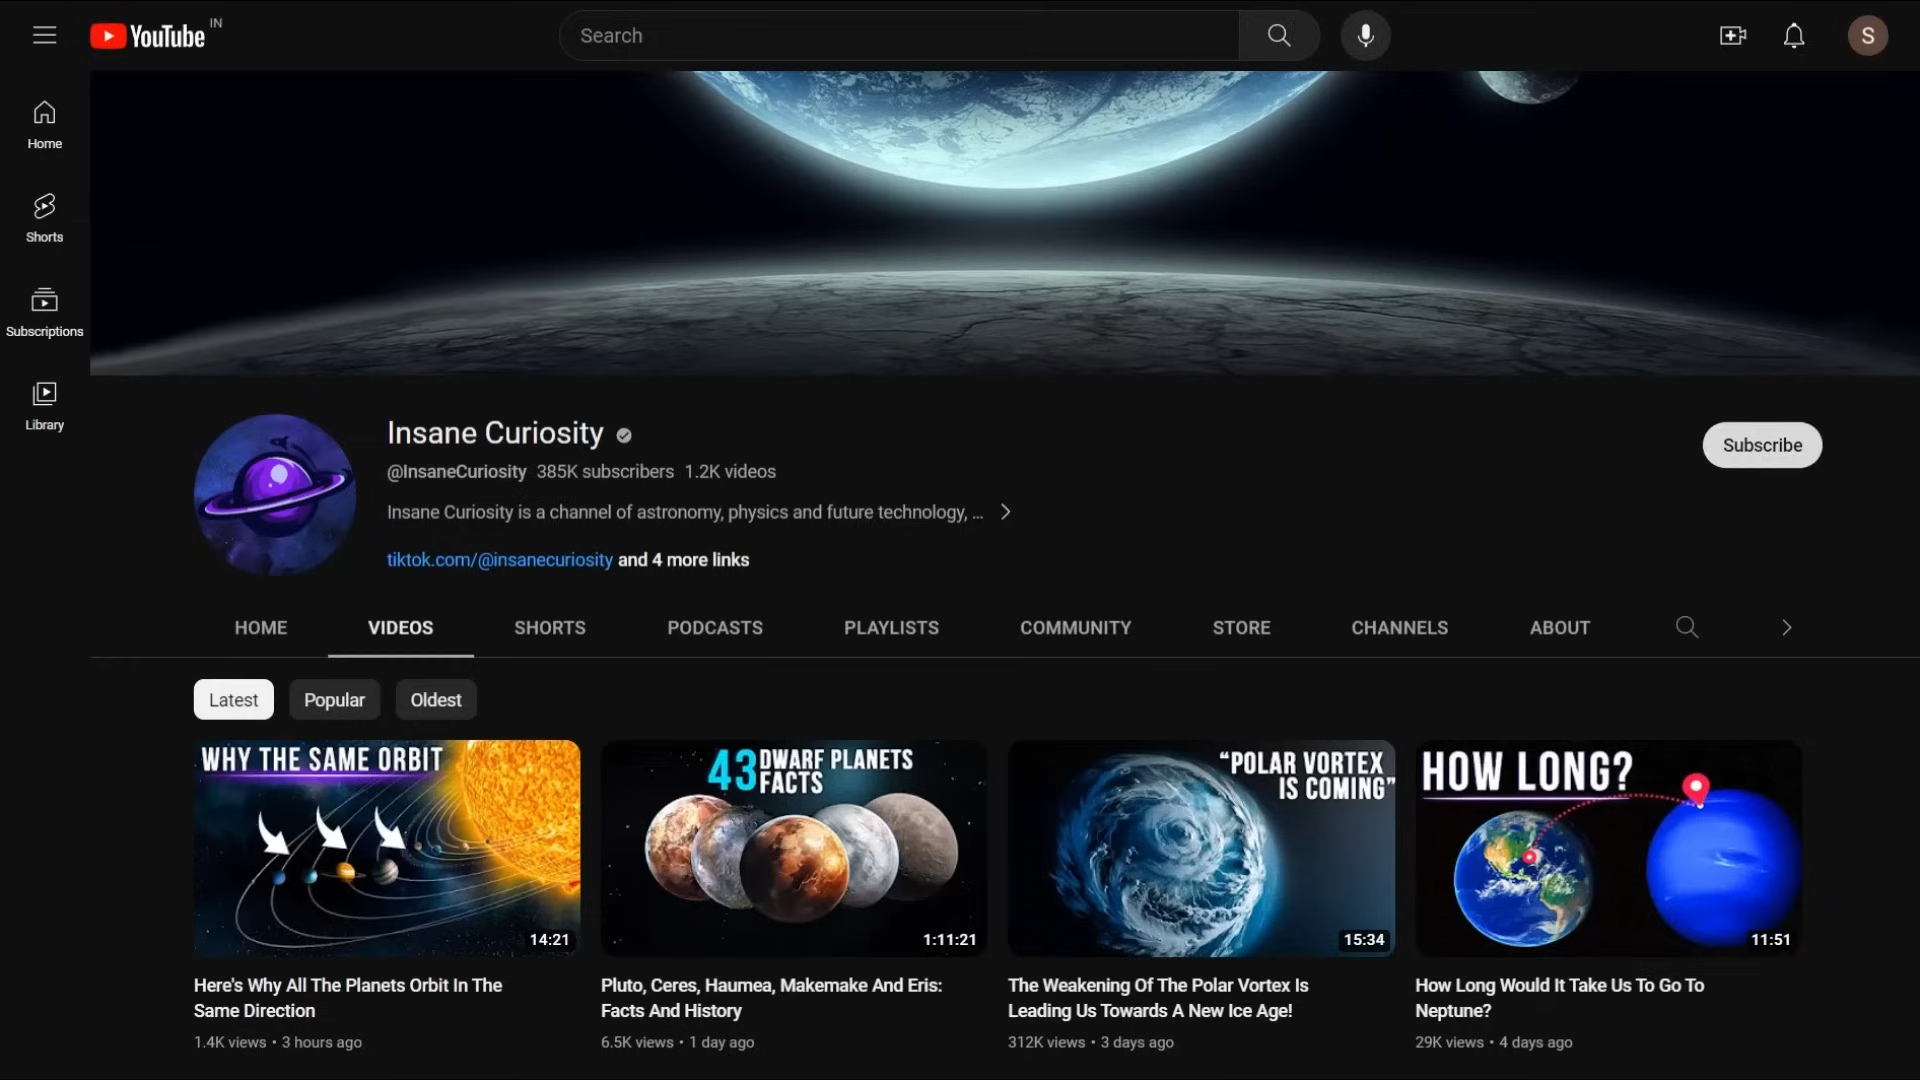 YouTube IN
Search
S
Home
Shorts
Subscriptions
Library
Insane Curiosity
@InsaneCuriosity 385K subscribers 1.2K videos
Insane Curiosity is a channel of astronomy, physics and future technology, ...
tiktok.com/@insanecuriosity and 4 more links
Subscribe
HOME VIDEOS SHORTS PODCASTS PLAYLISTS COMMUNITY STORE CHANNELS ABOUT
Latest Popular Oldest
WHY THE SAME ORBIT
14:21
Here's Why All The Planets Orbit In The
Same Direction
1.4K views • 3 hours ago
43 DWARF PLANETS
FACTS
1:11:21
Pluto, Ceres, Haumea, Makemake And Eris:
Facts And History
6.5K views • 1 day ago
“POLAR VORTEX
IS COMING”
15:34
The Weakening Of The Polar Vortex Is
Leading Us Towards A New Ice Age!
312K views • 3 days ago
HOW LONG?
11:51
How Long Would It Take Us To Go To
Neptune?
29K views • 4 days ago